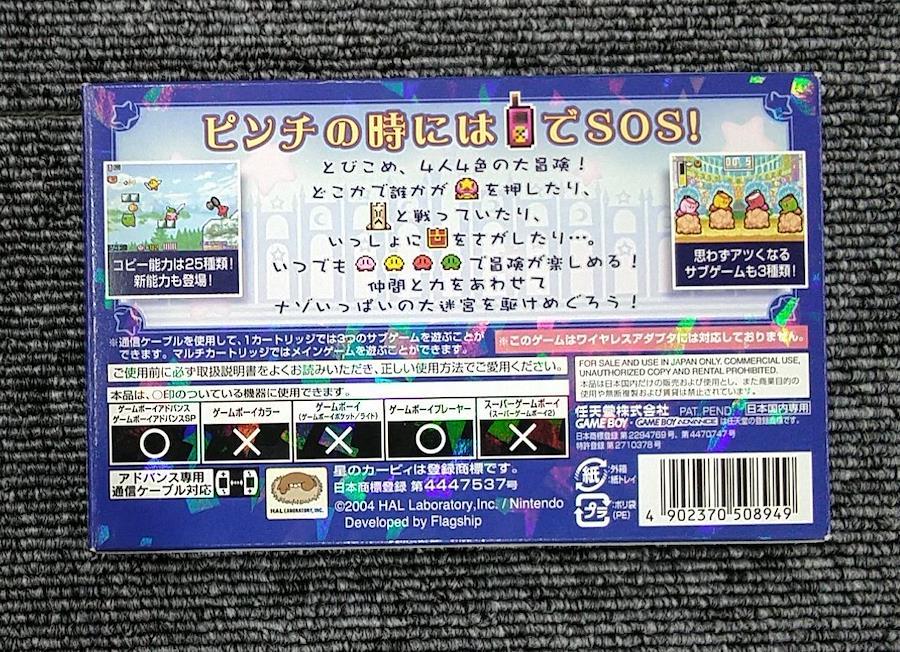 ピンチの時にはでSOS!
とびこめ、4人4色の大冒険!
どこかで誰かがを押したり、
と戦っていたり、
いっしょにをさがしたり…。
いつでもで冒険が楽しめる!
仲間と力をあわせて
ナゾいっぱいの大迷宮を駆けめぐろう!
コピー能力は25種類!
新能力も登場!
思わずアツくなる
サブゲームも3種類!
※通信ケーブルを使用して、1カートリッジでは3つのサブゲームを遊ぶことが
できます。マルチカートリッジではメインゲームを遊ぶことができます。
※このゲームはワイヤレスアダプタには対応しておりません。
ご使用前に必ず取扱説明書をよくお読みいただき、正しい使用方法でご愛用ください。
本品は、○印のついている機器に使用できます。
ゲームボーイアドバンス
ゲームボーイアドバンスSP
ゲームボーイカラー
ゲームボーイ
(ゲームボーイポケット/ライト)
ゲームボーイプレーヤー
スーパーゲームボーイ
(スーパーゲームボーイ2)
○
×
×
○
×
FOR SALE AND USE IN JAPAN ONLY. COMMERCIAL USE,
UNAUTHORIZED COPY AND RENTAL PROHIBITED.
本品は日本国内だけの販売および使用とし、また商業目的の
使用や無断複製および賃貸は禁止されています。
任天堂株式会社 PAT. PEND. 日本国内専用
GAME BOY・GAME BOY ADVANCE は任天堂の登録商標です。
日本商標登録 第2294769号、第4470747号
特許登録 第2710378号
アドバンス専用
通信ケーブル対応
HAL LABORATORY,INC.
星のカービィは登録商標です。
日本商標登録 第4447537号
©2004 HAL Laboratory,Inc. / Nintendo
Developed by Flagship
紙
:外箱
:紙トレイ
プラ
:ポリ袋
(PE)
4 902370 508949